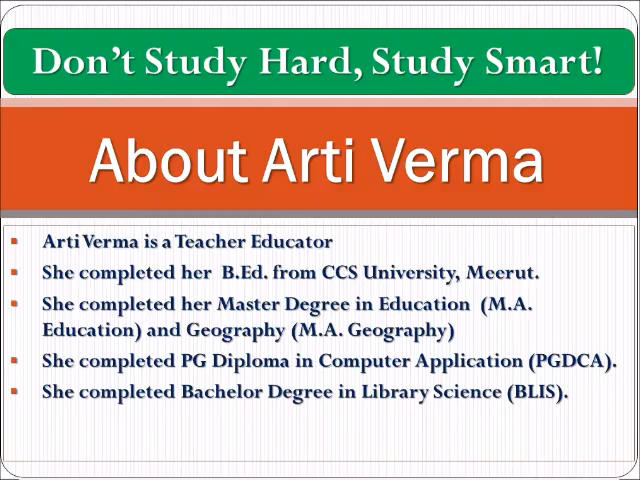 Don't Study Hard, Study Smart!
About Arti Verma
▪ Arti Verma is a Teacher Educator
▪ She completed her B.Ed. from CCS University, Meerut.
▪ She completed her Master Degree in Education (M.A.
Education) and Geography (M.A. Geography)
▪ She completed PG Diploma in Computer Application (PGDCA).
▪ She completed Bachelor Degree in Library Science (BLIS).